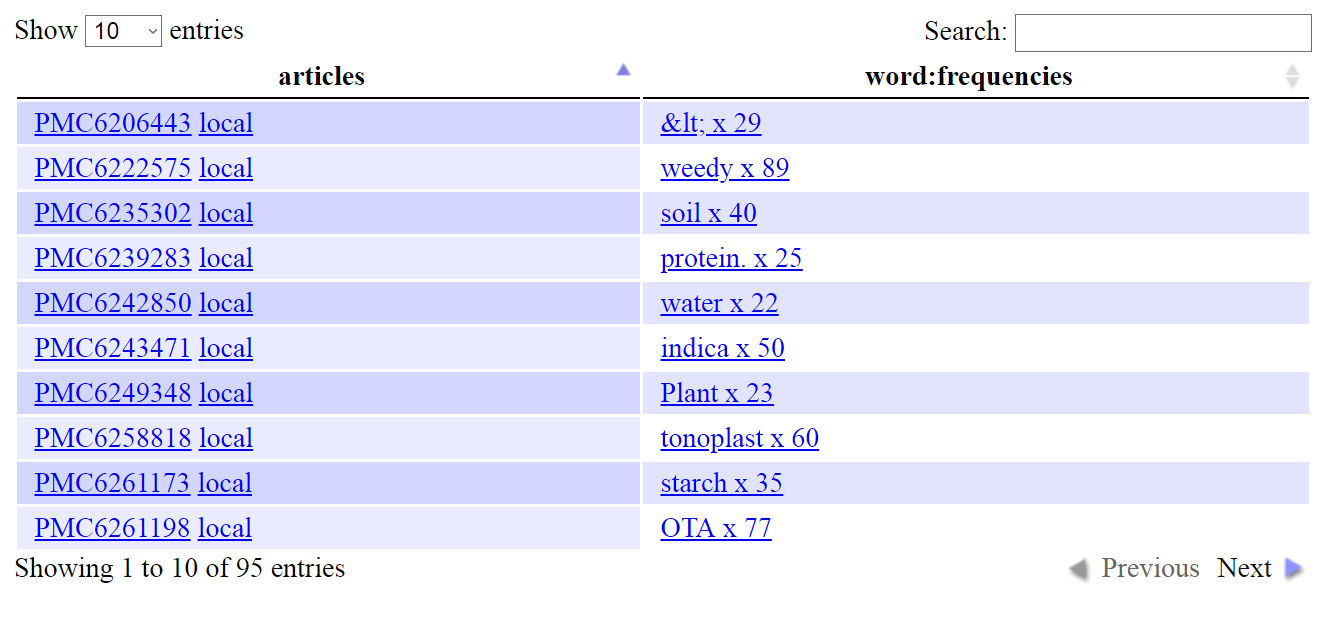 Show 10 entries Search:
articles word:frequencies
PMC6206443 local &lt; x 29
PMC6222575 local weedy x 89
PMC6235302 local soil x 40
PMC6239283 local protein. x 25
PMC6242850 local water x 22
PMC6243471 local indica x 50
PMC6249348 local Plant x 23
PMC6258818 local tonoplast x 60
PMC6261173 local starch x 35
PMC6261198 local OTA x 77
Showing 1 to 10 of 95 entries Previous Next